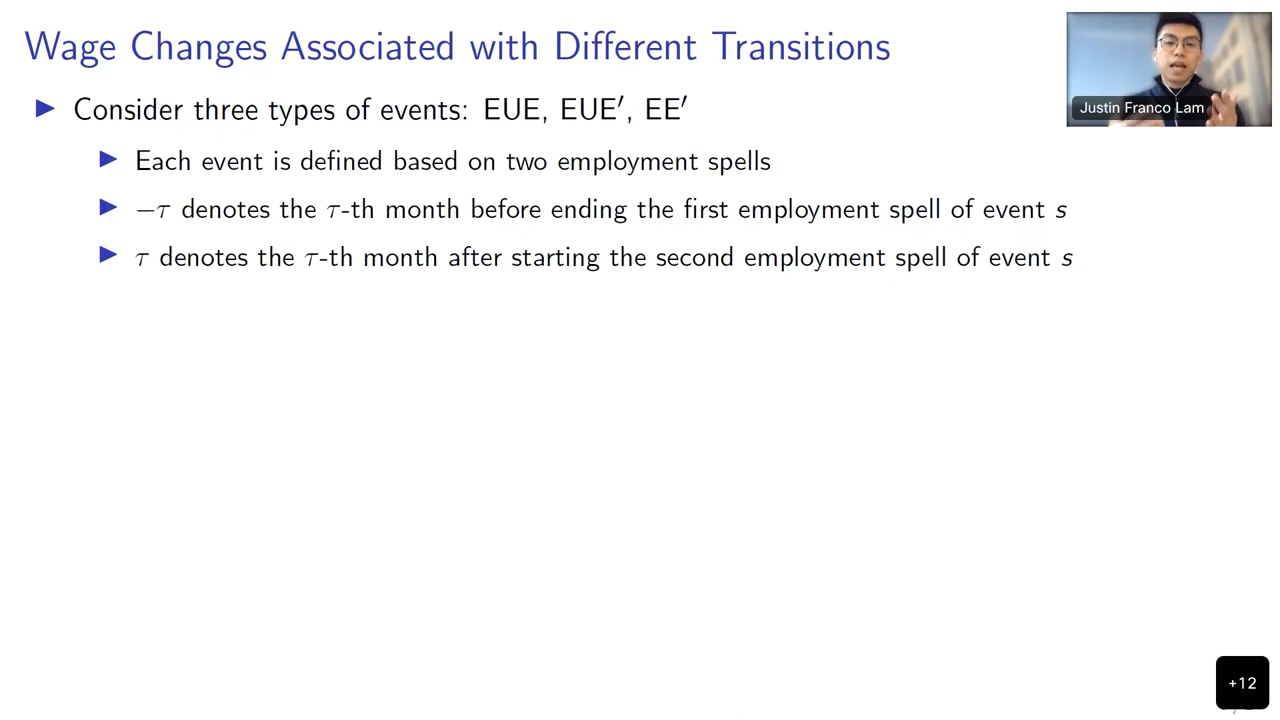 Wage Changes Associated with Different Transitions
Justin Franco Lam
▶ Consider three types of events: EUE, EUE′, EE′
▶ Each event is defined based on two employment spells
▶ −τ denotes the τ-th month before ending the first employment spell of event s
▶ τ denotes the τ-th month after starting the second employment spell of event s
+12